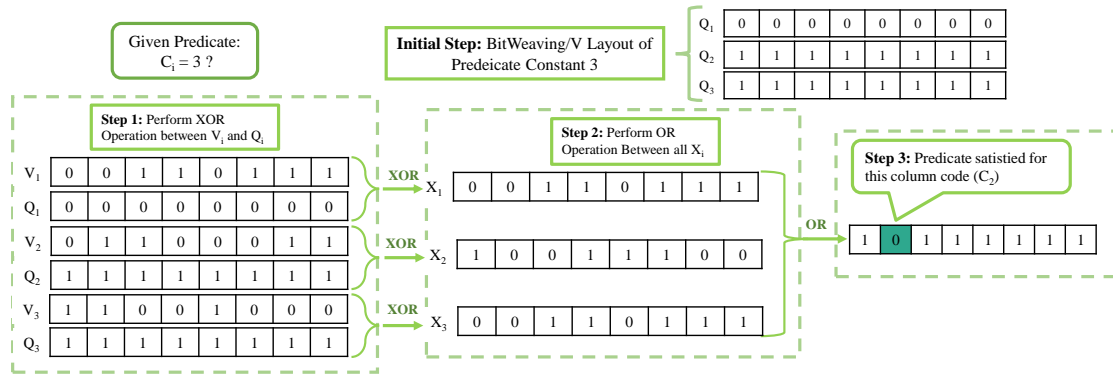 Given Predicate:
Cᵢ = 3 ?
Initial Step: BitWeaving/V Layout of
Predeicate Constant 3
Q₁ 0 0 0 0 0 0 0 0
Q₂ 1 1 1 1 1 1 1 1
Q₃ 1 1 1 1 1 1 1 1
Step 1: Perform XOR
Operation between Vᵢ and Qᵢ
V₁ 0 0 1 1 0 1 1 1
Q₁ 0 0 0 0 0 0 0 0
XOR
V₂ 0 1 1 0 0 0 1 1
Q₂ 1 1 1 1 1 1 1 1
XOR
V₃ 1 1 0 0 1 0 0 0
Q₃ 1 1 1 1 1 1 1 1
XOR
Step 2: Perform OR
Operation Between all Xᵢ
X₁ 0 0 1 1 0 1 1 1
X₂ 1 0 0 1 1 1 0 0
X₃ 0 0 1 1 0 1 1 1
OR
Step 3: Predicate satistied for
this column code (C₂)
1 0 1 1 1 1 1 1